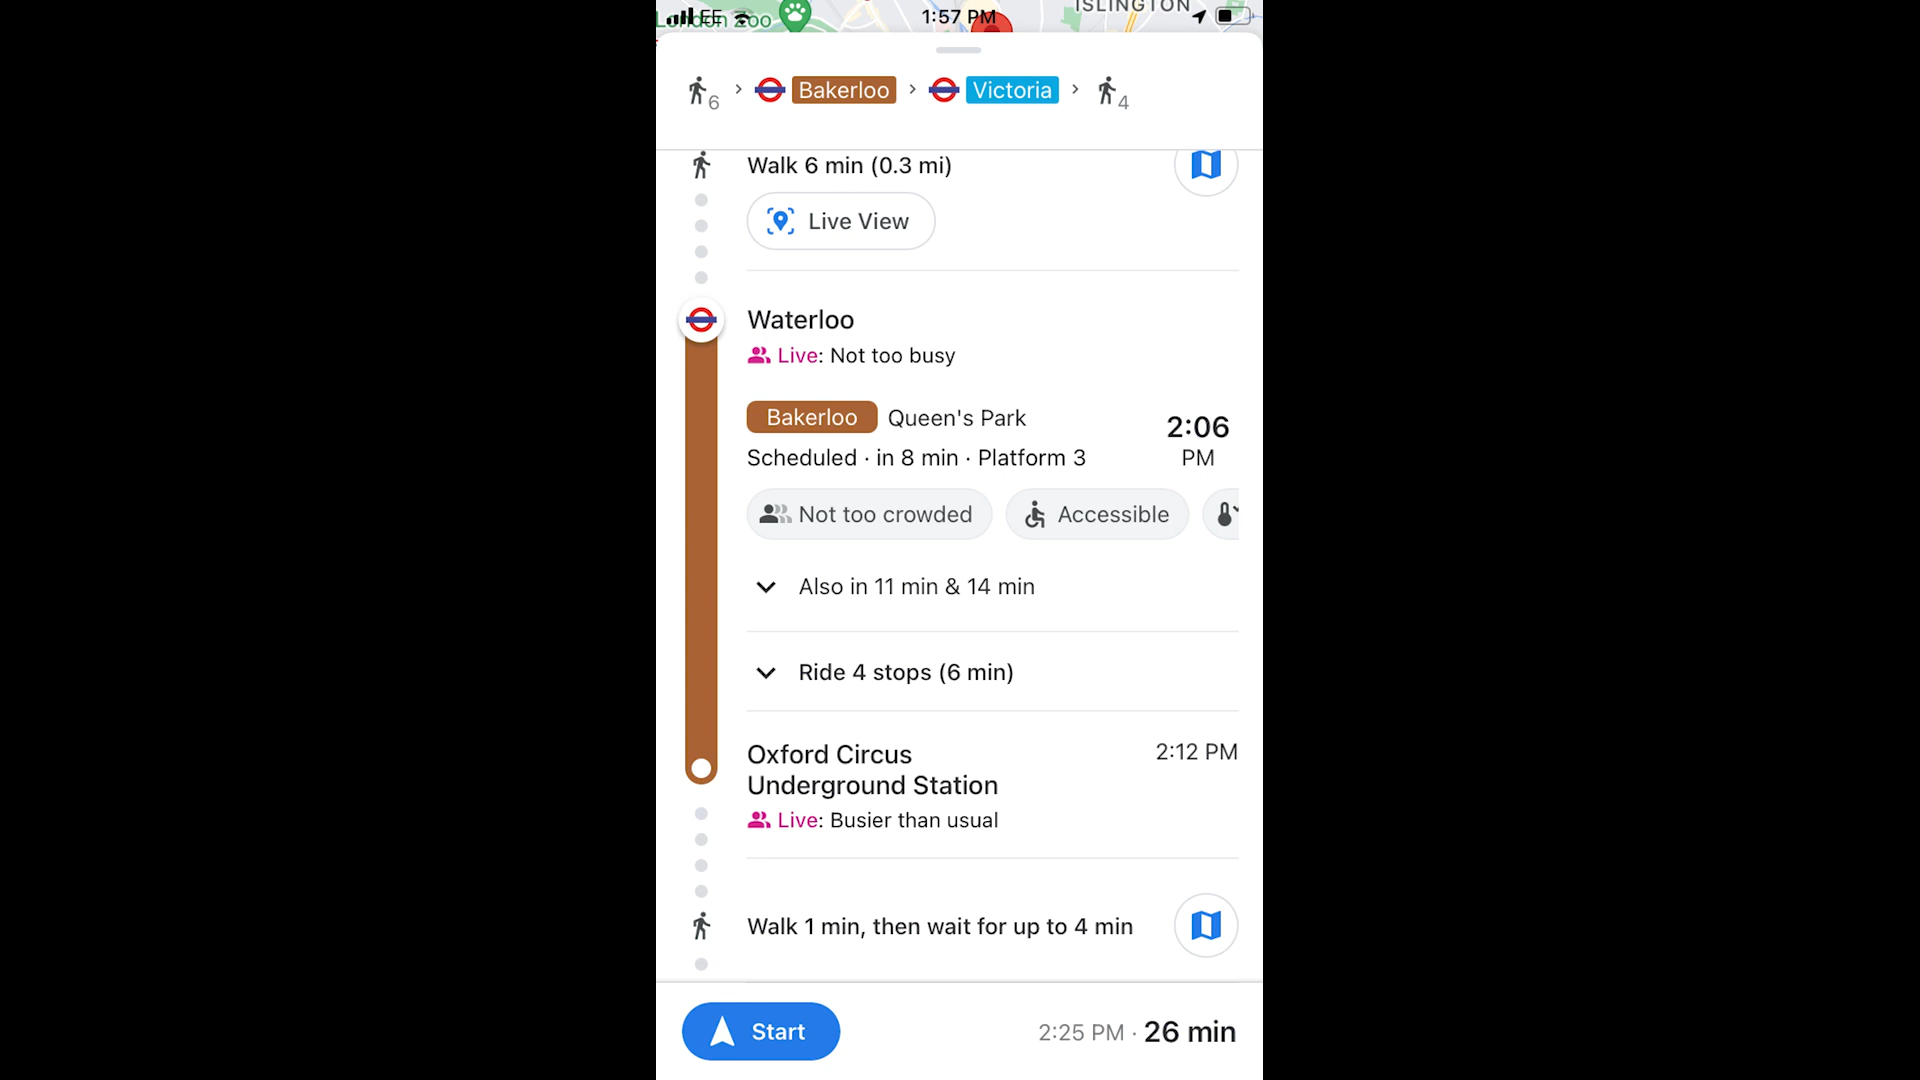 London Zoo
EE
1:57 PM
ISLINGTON
6
Bakerloo
Victoria
4
Walk 6 min (0.3 mi)
Live View
Waterloo
Live: Not too busy
Bakerloo Queen's Park
2:06
PM
Scheduled · in 8 min · Platform 3
Not too crowded
Accessible
Also in 11 min & 14 min
Ride 4 stops (6 min)
Oxford Circus
Underground Station
2:12 PM
Live: Busier than usual
Walk 1 min, then wait for up to 4 min
Start
2:25 PM · 26 min